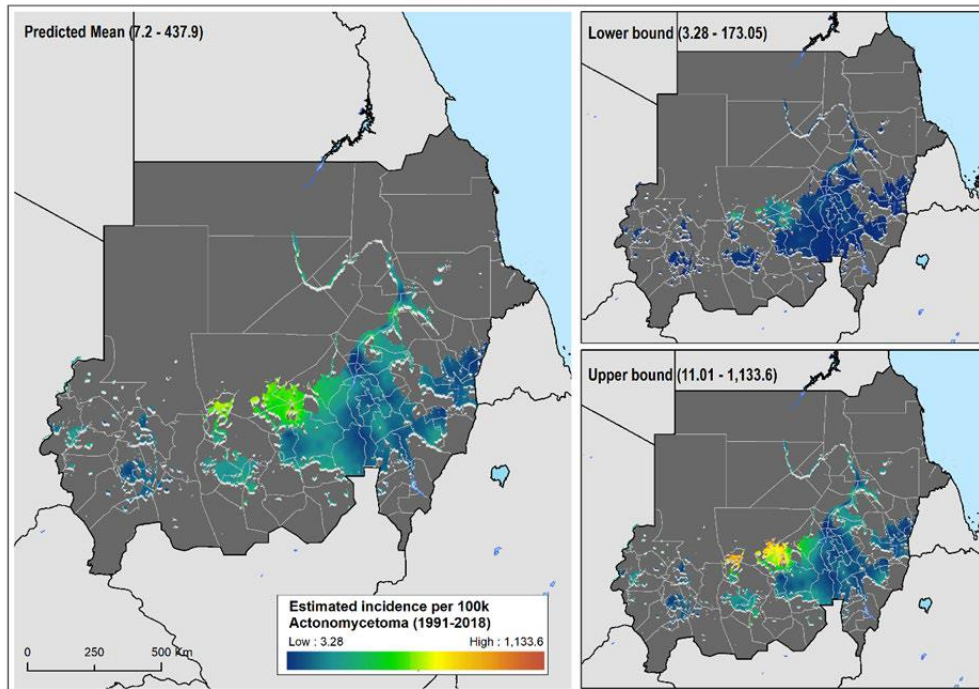 Predicted Mean (7.2 - 437.9)
Lower bound (3.28 - 173.05)
Upper bound (11.01 - 1,133.6)
Estimated incidence per 100k
Actonomycetoma (1991-2018)
Low : 3.28 High : 1,133.6
0 125 250 500 Km